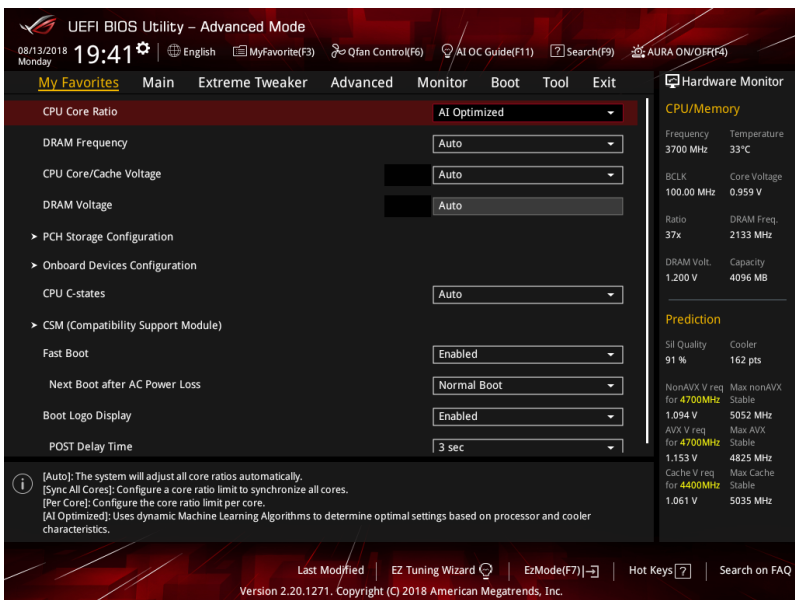 UEFI BIOS Utility – Advanced Mode
08/13/2018
Monday
19:41
English
MyFavorite(F3)
Qfan Control(F6)
AI OC Guide(F11)
? Search(F9)
AURA ON/OFF(F4)
My Favorites Main Extreme Tweaker Advanced Monitor Boot Tool Exit
CPU Core Ratio AI Optimized
DRAM Frequency Auto
CPU Core/Cache Voltage Auto
DRAM Voltage Auto
PCH Storage Configuration
Onboard Devices Configuration
CPU C-states Auto
CSM (Compatibility Support Module)
Fast Boot Enabled
Next Boot after AC Power Loss Normal Boot
Boot Logo Display Enabled
POST Delay Time 3 sec
[Auto]: The system will adjust all core ratios automatically.
[Sync All Cores]: Configure a core ratio limit to synchronize all cores.
[Per Core]: Configure the core ratio limit per core.
[AI Optimized]: Uses dynamic Machine Learning Algorithms to determine optimal settings based on processor and cooler
characteristics.
Hardware Monitor
CPU/Memory
Frequency Temperature
3700 MHz 33°C
BCLK Core Voltage
100.00 MHz 0.959 V
Ratio DRAM Freq.
37x 2133 MHz
DRAM Volt. Capacity
1.200 V 4096 MB
Prediction
Sil Quality Cooler
91 % 162 pts
NonAVX V req Max nonAVX
for 4700MHz Stable
1.094 V 5052 MHz
AVX V req Max AVX
for 4700MHz Stable
1.153 V 4825 MHz
Cache V req Max Cache
for 4400MHz Stable
1.061 V 5035 MHz
Last Modified EZ Tuning Wizard EzMode(F7) Hot Keys ? Search on FAQ
Version 2.20.1271. Copyright (C) 2018 American Megatrends, Inc.